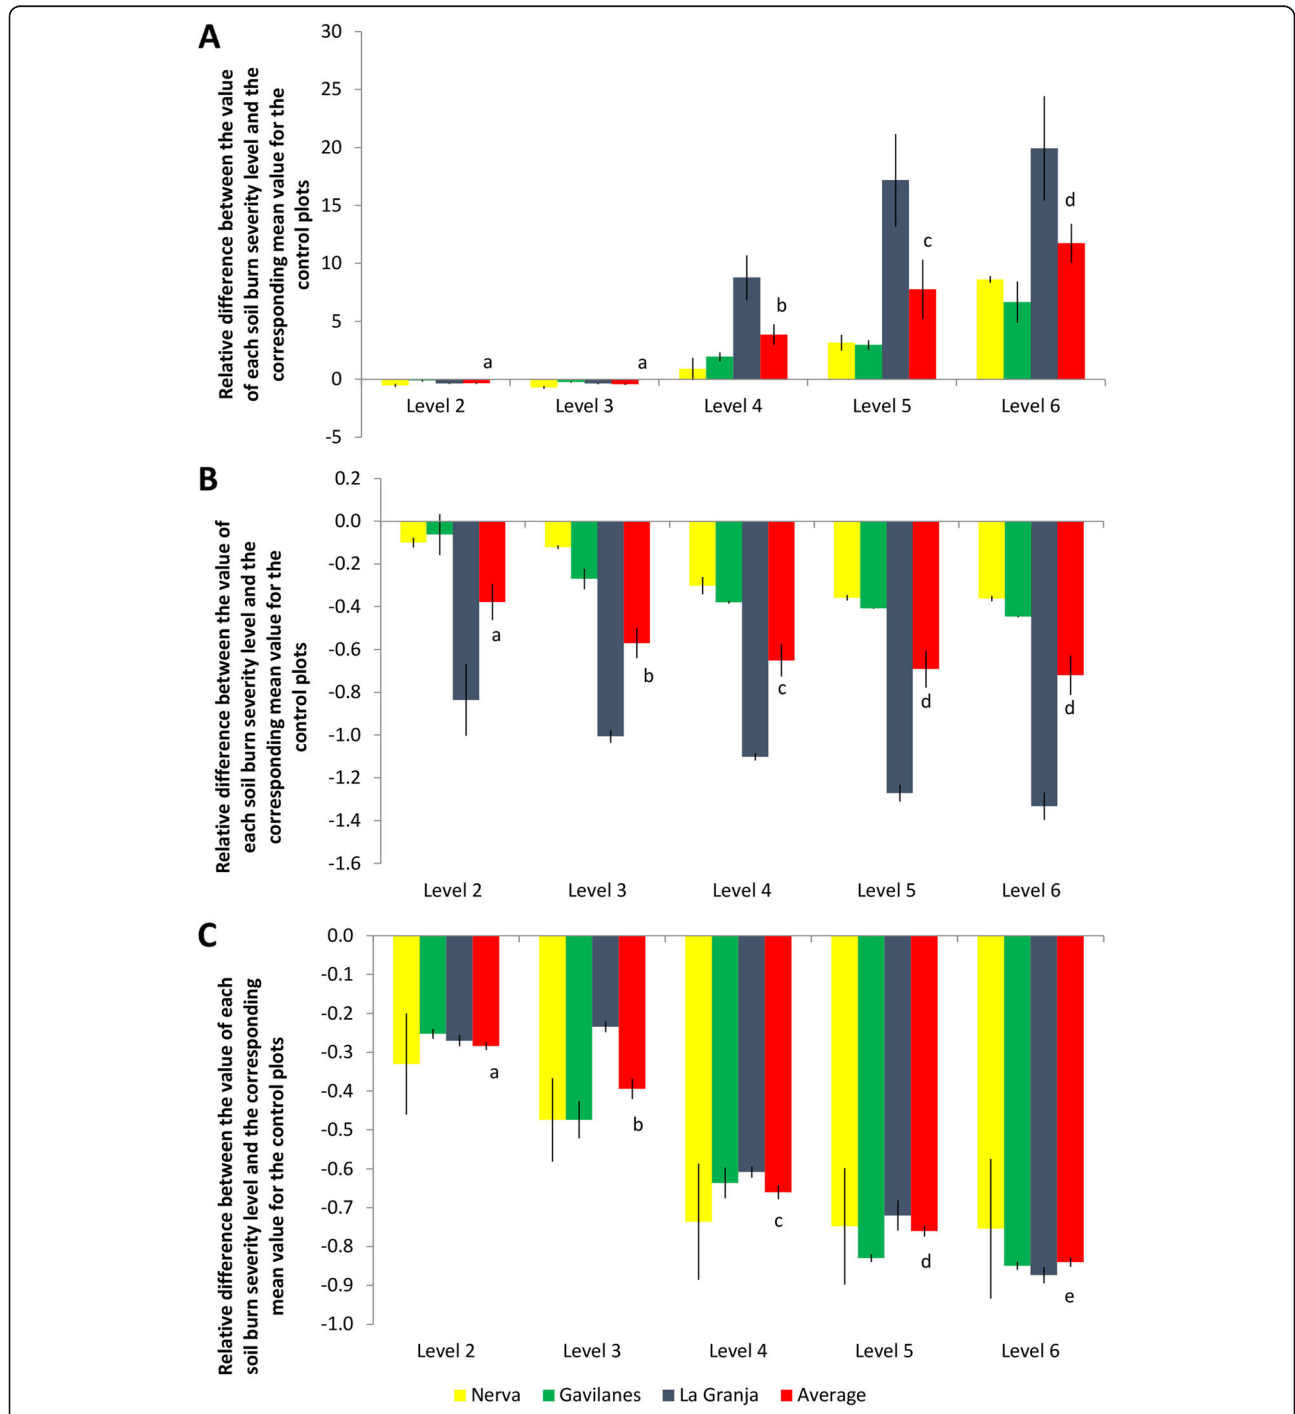 A
Relative difference between the value
of each soil burn severity level and the
corresponding mean value for the
control plots
30
25
20
15
10
5
0
-5
a
a
b
c
d
Level 2
Level 3
Level 4
Level 5
Level 6
B
Relative difference between the value of
each soil burn severity level and the
corresponding mean value for the
control plots
0.2
0.0
-0.2
-0.4
-0.6
-0.8
-1.0
-1.2
-1.4
-1.6
a
b
c
d
d
Level 2
Level 3
Level 4
Level 5
Level 6
C
Relative difference between the value of each
soil burn severity level and the corresponding
mean value for the control plots
0.0
-0.1
-0.2
-0.3
-0.4
-0.5
-0.6
-0.7
-0.8
-0.9
-1.0
a
b
c
d
e
Level 2
Level 3
Level 4
Level 5
Level 6
Nerva
Gavilanes
La Granja
Average